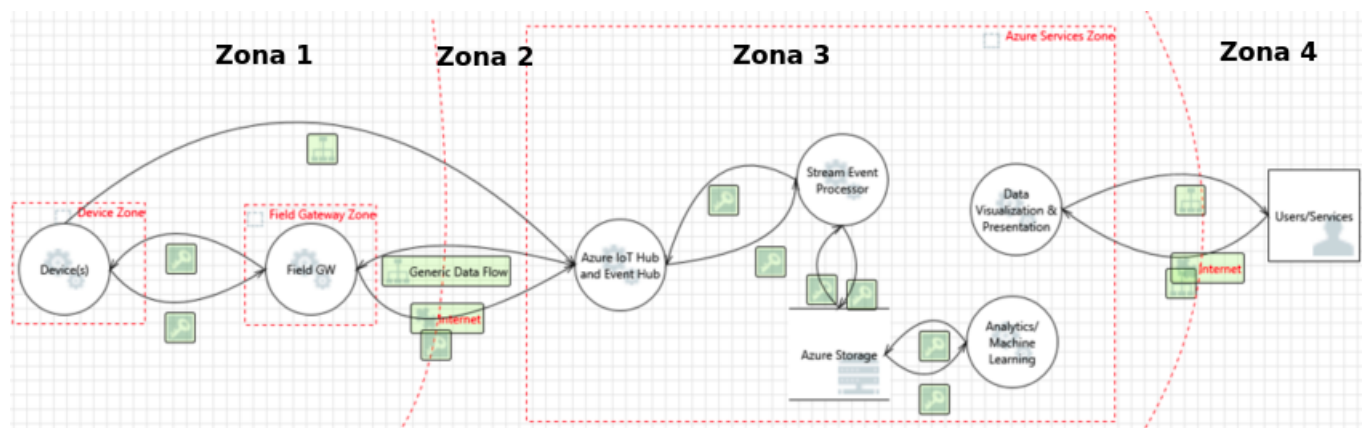 Zona 1
Zona 2
Zona 3
Zona 4
Azure Services Zone
Device Zone
Field Gateway Zone
Device(s)
Field GW
Generic Data Flow
Internet
Azure IoT Hub
and Event Hub
Stream Event
Processor
Azure Storage
Analytics/
Machine
Learning
Data
Visualization &
Presentation
Internet
Users/Services